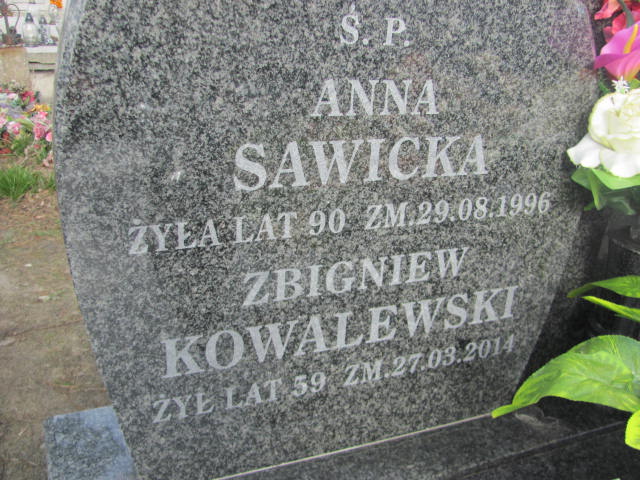 Ś. P.
ANNA
SAWICKA
ŻYŁA LAT 90 ZM.29.08.1996
ZBIGNIEW
KOWALEWSKI
ŻYŁ LAT 59 ZM.27.03.2014